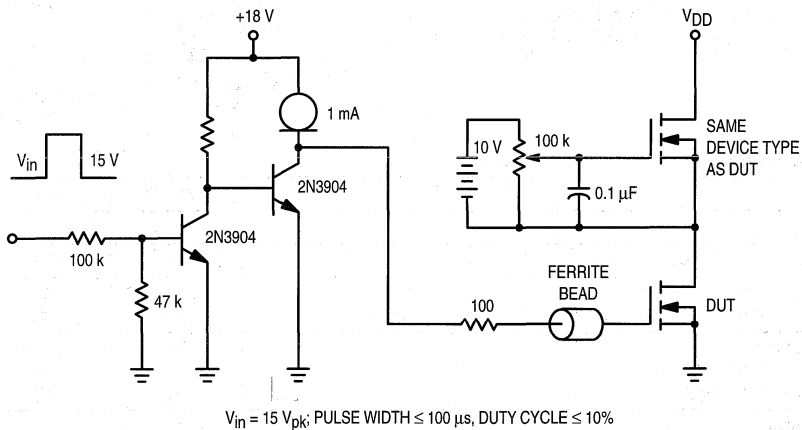 +18 V
VDD
1 mA
Vin
15 V
10 V
100 k
SAME
DEVICE TYPE
AS DUT
2N3904
0.1 µF
2N3904
100 k
47 k
FERRITE
BEAD
100
DUT
Vin = 15 Vpk; PULSE WIDTH ≤ 100 µs, DUTY CYCLE ≤ 10%